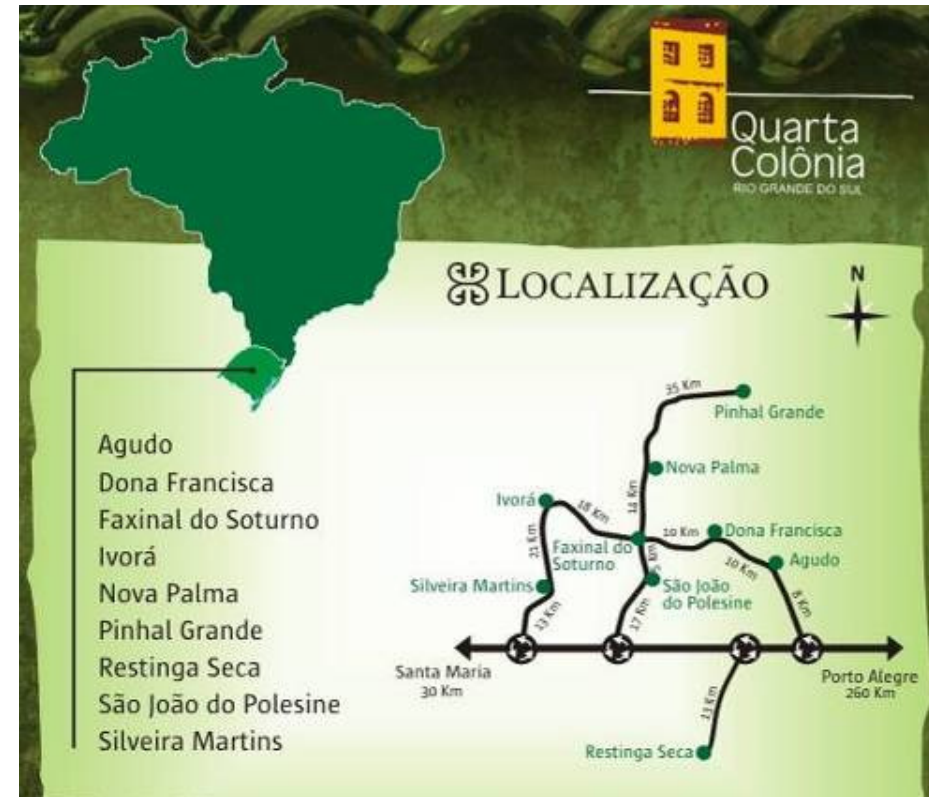 Quarta
Colônia
RIO GRANDE DO SUL
LOCALIZAÇÃO
N
Agudo
Dona Francisca
Faxinal do Soturno
Ivorá
Nova Palma
Pinhal Grande
Restinga Seca
São João do Polesine
Silveira Martins
35 Km
Pinhal Grande
Nova Palma
14 Km
Ivorá
18 Km
21 Km
Faxinal do
Soturno
10 Km
Dona Francisca
10 Km
Agudo
8 Km
5 Km
São João
do Polesine
17 Km
Silveira Martins
13 Km
Santa Maria
30 Km
Porto Alegre
260 Km
Restinga Seca